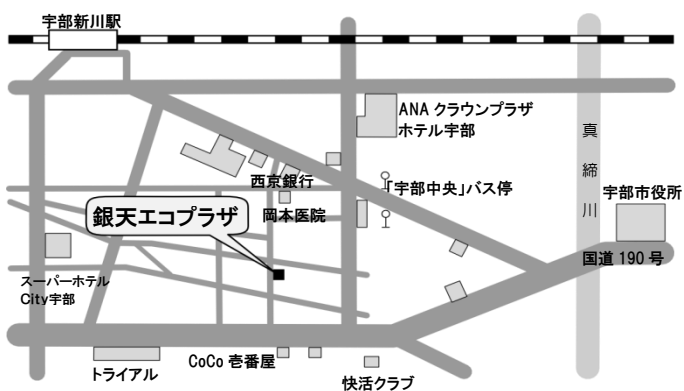 宇部新川駅
ANA クラウンプラザ
ホテル宇部
真締川
西京銀行
「宇部中央」バス停
宇部市役所
岡本医院
銀天エコプラザ
国道 190 号
スーパーホテル
City宇部
トライアル
CoCo 壱番屋
快活クラブ